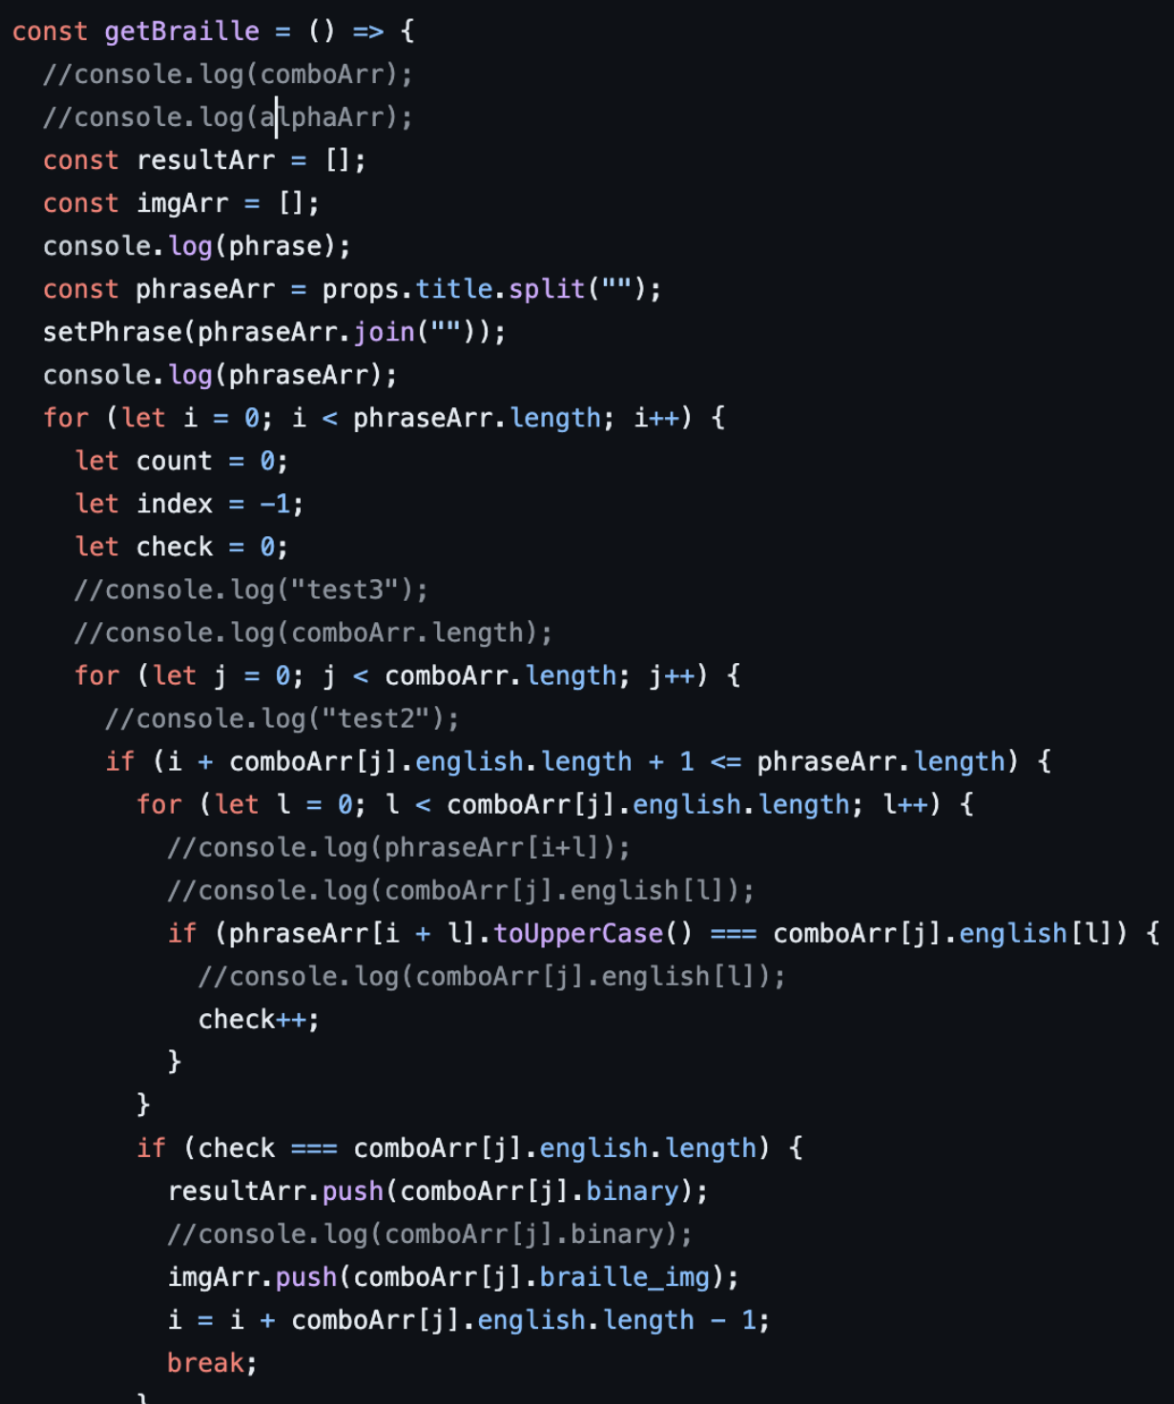 const getBraille = () => {
  //console.log(comboArr);
  //console.log(alphaArr);
  const resultArr = [];
  const imgArr = [];
  console.log(phrase);
  const phraseArr = props.title.split("");
  setPhrase(phraseArr.join(""));
  console.log(phraseArr);
  for (let i = 0; i < phraseArr.length; i++) {
    let count = 0;
    let index = -1;
    let check = 0;
    //console.log("test3");
    //console.log(comboArr.length);
    for (let j = 0; j < comboArr.length; j++) {
      //console.log("test2");
      if (i + comboArr[j].english.length + 1 <= phraseArr.length) {
        for (let l = 0; l < comboArr[j].english.length; l++) {
          //console.log(phraseArr[i+l]);
          //console.log(comboArr[j].english[l]);
          if (phraseArr[i + l].toUpperCase() === comboArr[j].english[l]) {
            //console.log(comboArr[j].english[l]);
            check++;
          }
        }
        if (check === comboArr[j].english.length) {
          resultArr.push(comboArr[j].binary);
          //console.log(comboArr[j].binary);
          imgArr.push(comboArr[j].braille_img);
          i = i + comboArr[j].english.length - 1;
          break;
        }